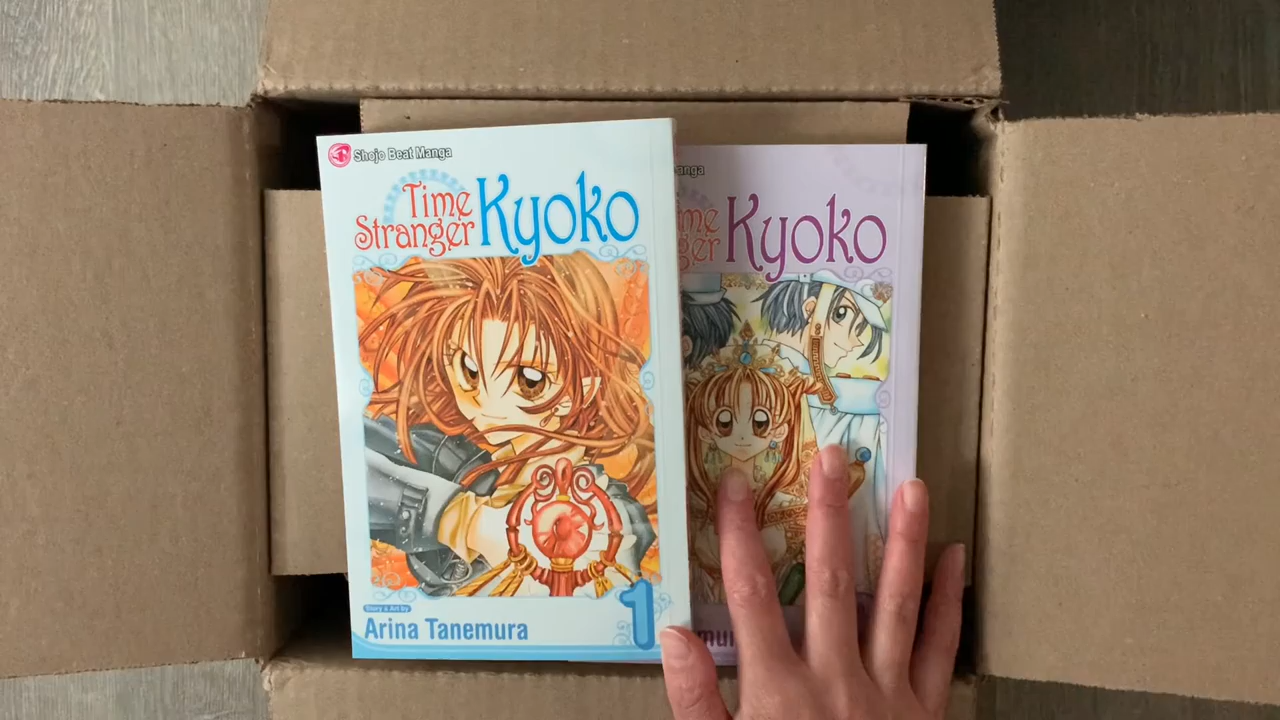 Shojo Beat Manga
Time
Stranger
Kyoko
Story & Art by
Arina Tanemura
1
Kyoko